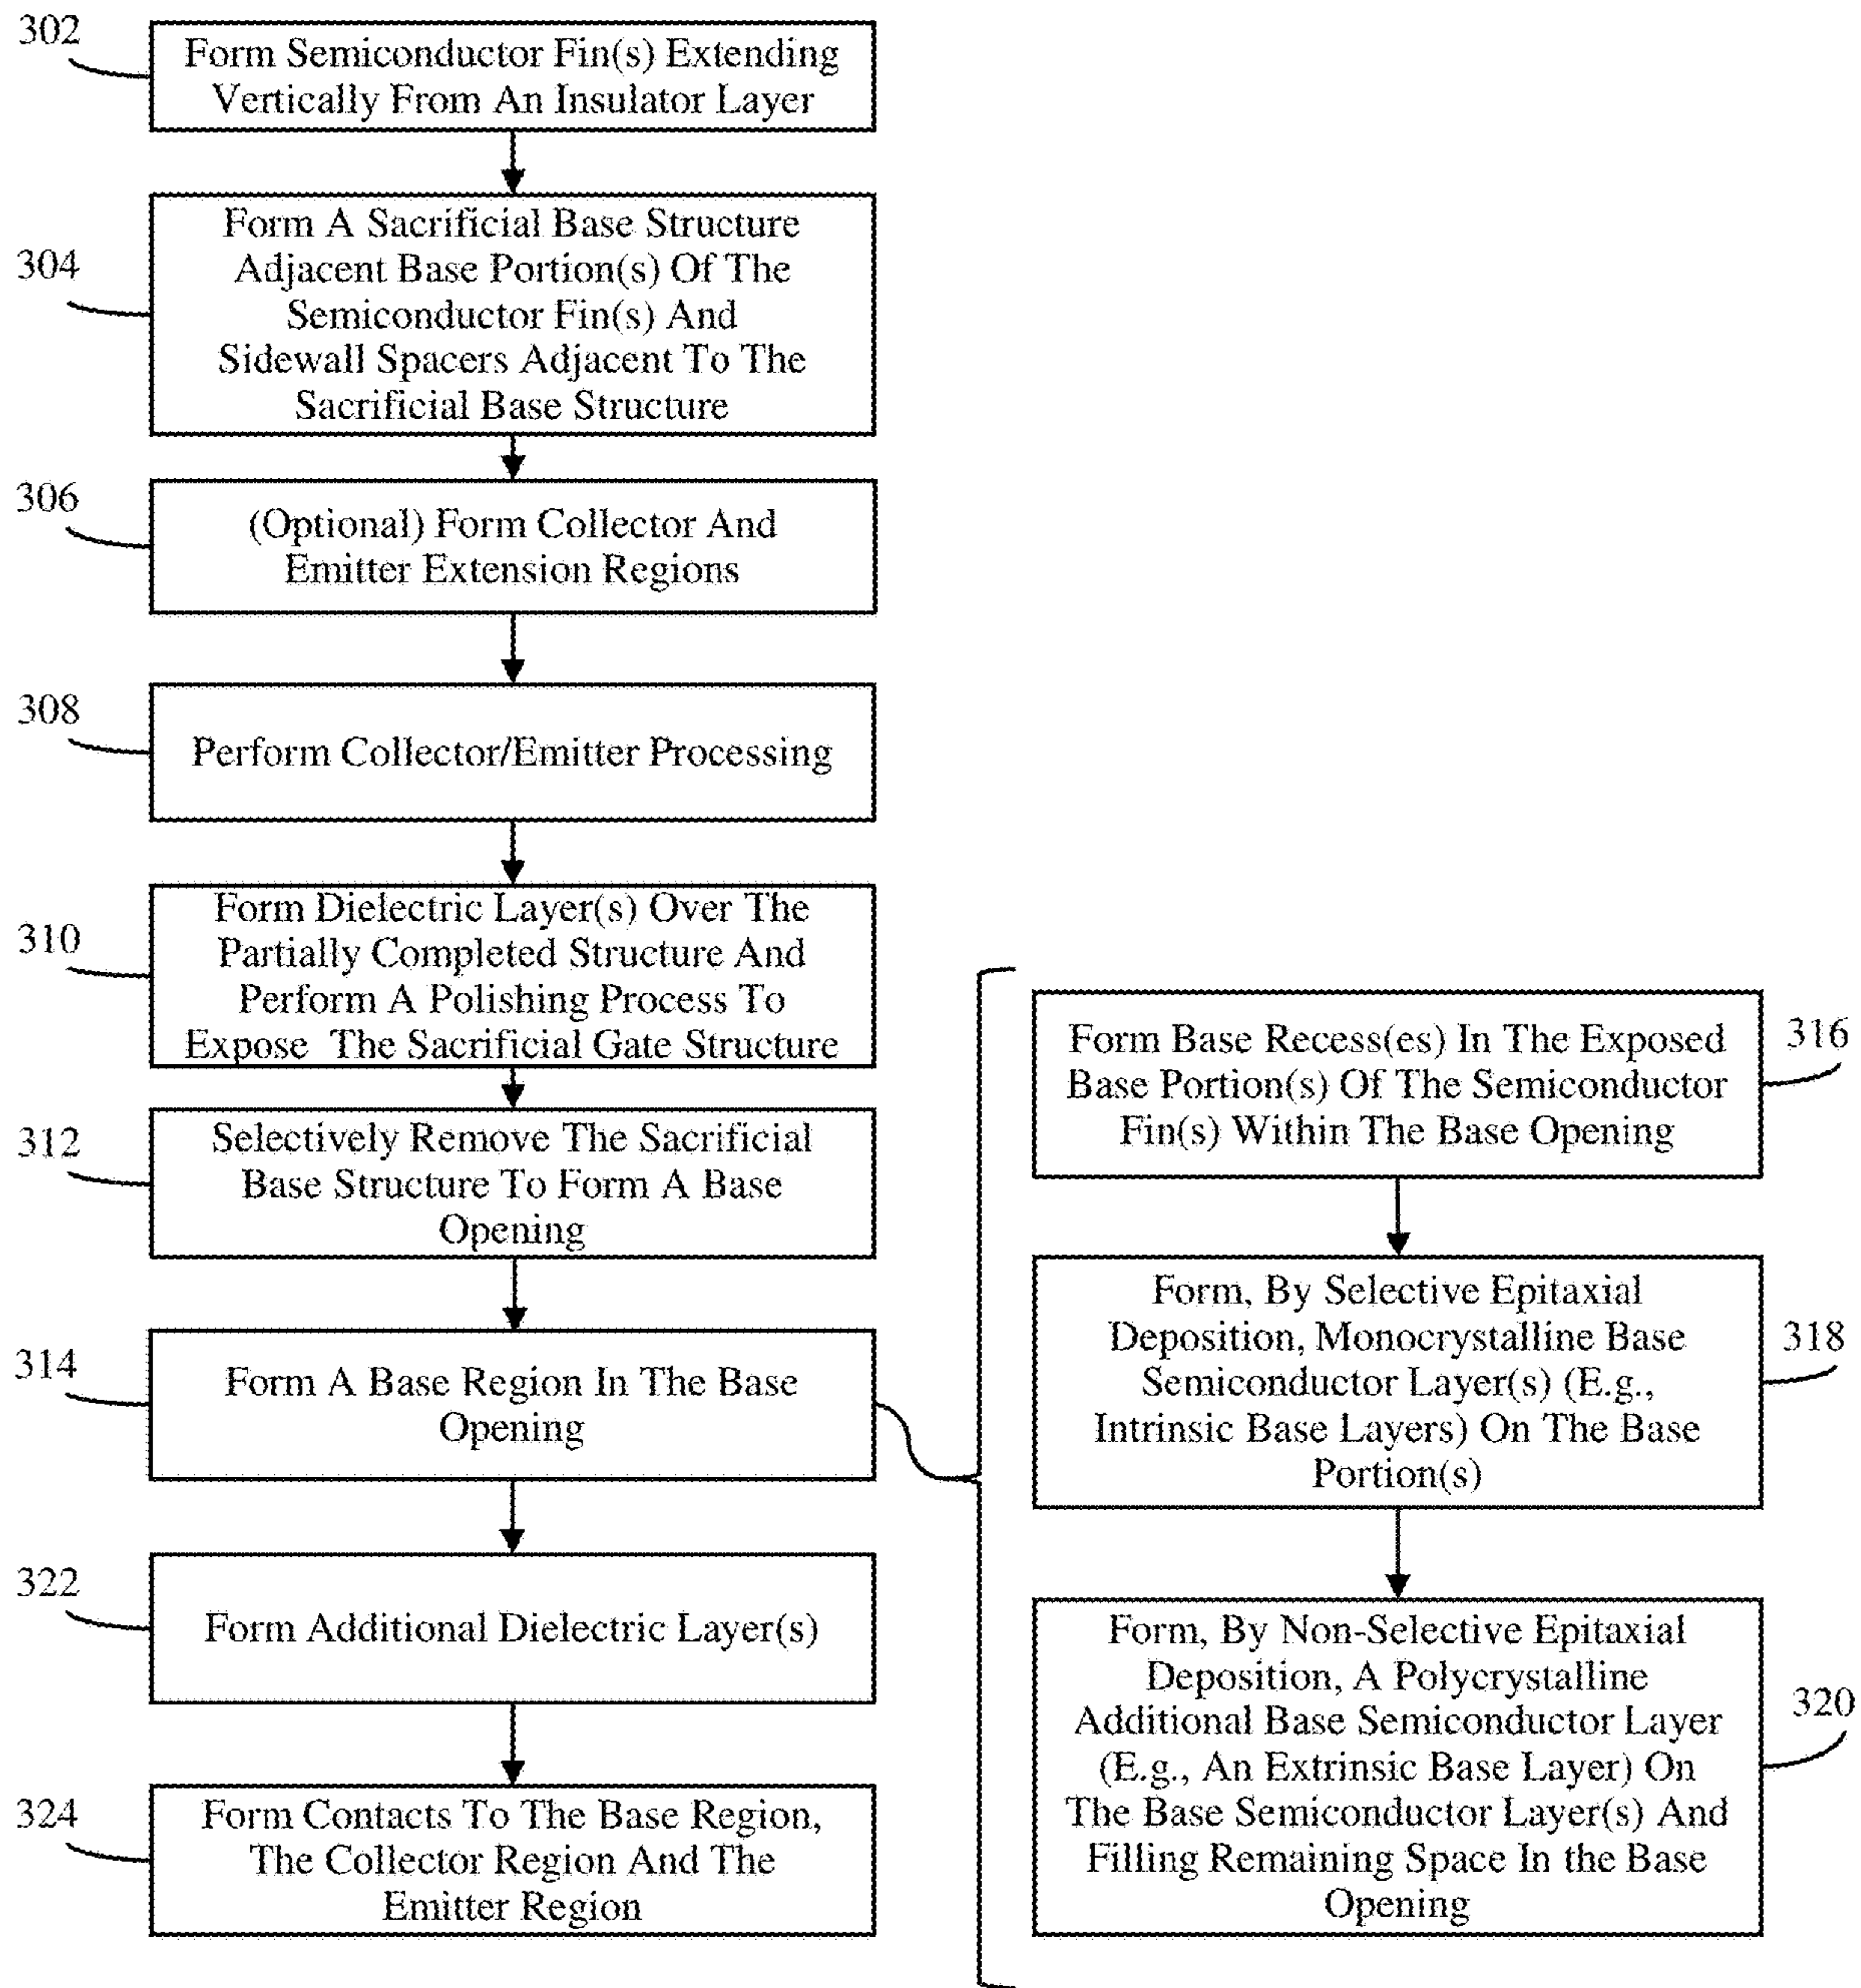 302
Form Semiconductor Fin(s) Extending
Vertically From An Insulator Layer
304
Form A Sacrificial Base Structure
Adjacent Base Portion(s) Of The
Semiconductor Fin(s) And
Sidewall Spacers Adjacent To The
Sacrificial Base Structure
306
(Optional) Form Collector And
Emitter Extension Regions
308
Perform Collector/Emitter Processing
310
Form Dielectric Layer(s) Over The
Partially Completed Structure And
Perform A Polishing Process To
Expose The Sacrificial Gate Structure
312
Selectively Remove The Sacrificial
Base Structure To Form A Base
Opening
314
Form A Base Region In The Base
Opening
316
Form Base Recess(es) In The Exposed
Base Portion(s) Of The Semiconductor
Fin(s) Within The Base Opening
318
Form, By Selective Epitaxial
Deposition, Monocrystalline Base
Semiconductor Layer(s) (E.g.,
Intrinsic Base Layers) On The Base
Portion(s)
320
Form, By Non-Selective Epitaxial
Deposition, A Polycrystalline
Additional Base Semiconductor Layer
(E.g., An Extrinsic Base Layer) On
The Base Semiconductor Layer(s) And
Filling Remaining Space In the Base
Opening
322
Form Additional Dielectric Layer(s)
324
Form Contacts To The Base Region,
The Collector Region And The
Emitter Region